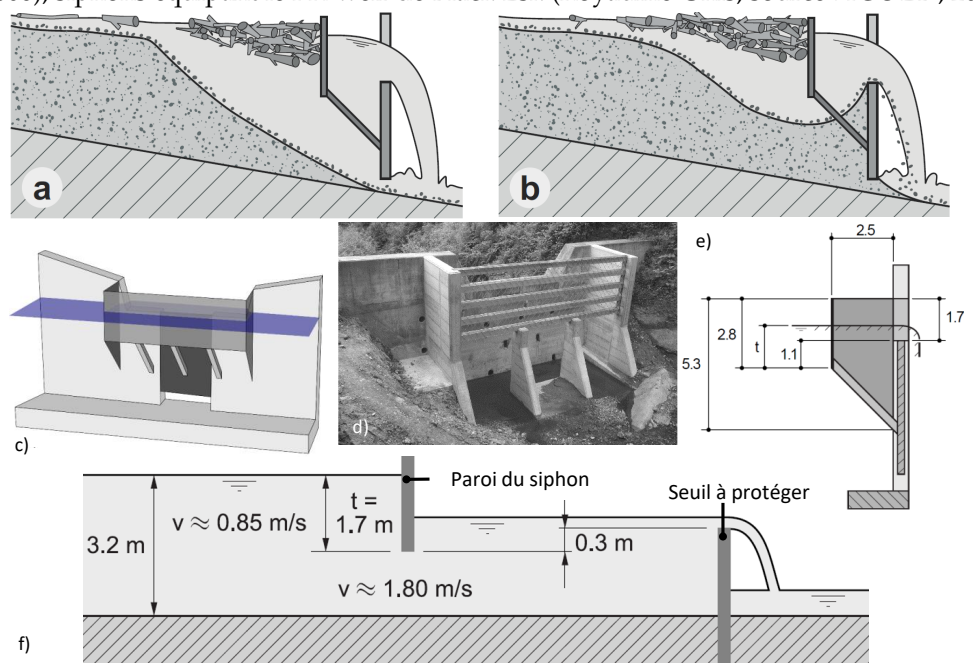 a
b
c)
d)
e)
2.5
5.3
2.8
t
1.1
1.7
f)
3.2 m
v ≈ 0.85 m/s
t =
1.7 m
Paroi du siphon
0.3 m
Seuil à protéger
v ≈ 1.80 m/s